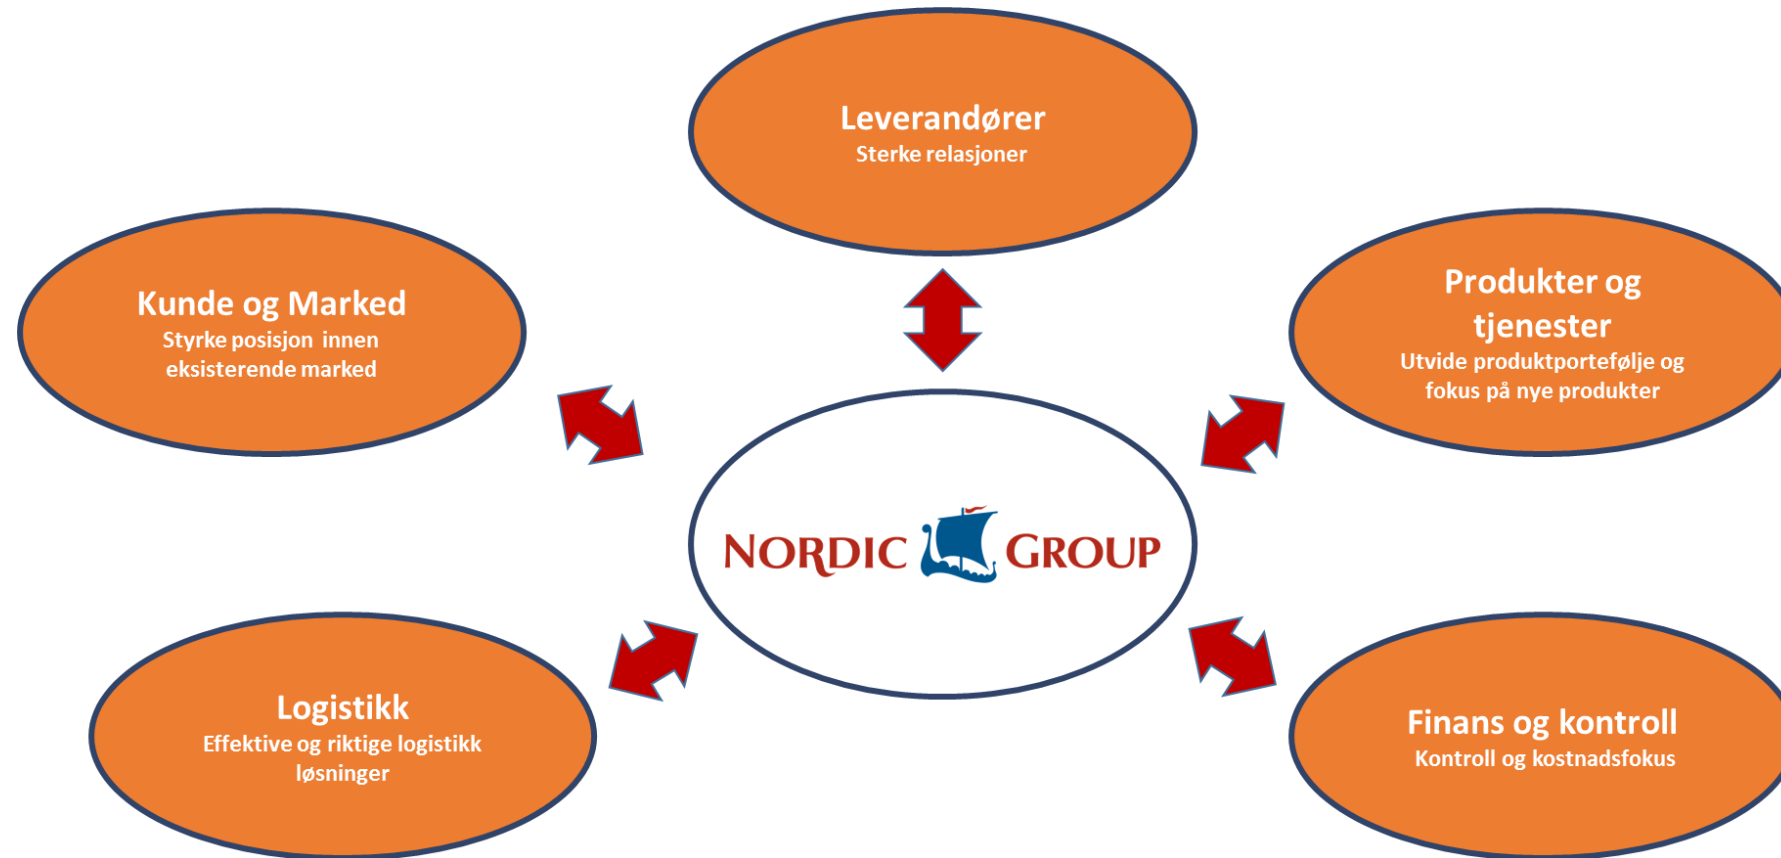 Leverandører
Sterke relasjoner
Kunde og Marked
Styrke posisjon innen
eksisterende marked
Produkter og
tjenester
Utvide produktportefølje og
fokus på nye produkter
NORDIC GROUP
Logistikk
Effektive og riktige logistikk
løsninger
Finans og kontroll
Kontroll og kostnadsfokus